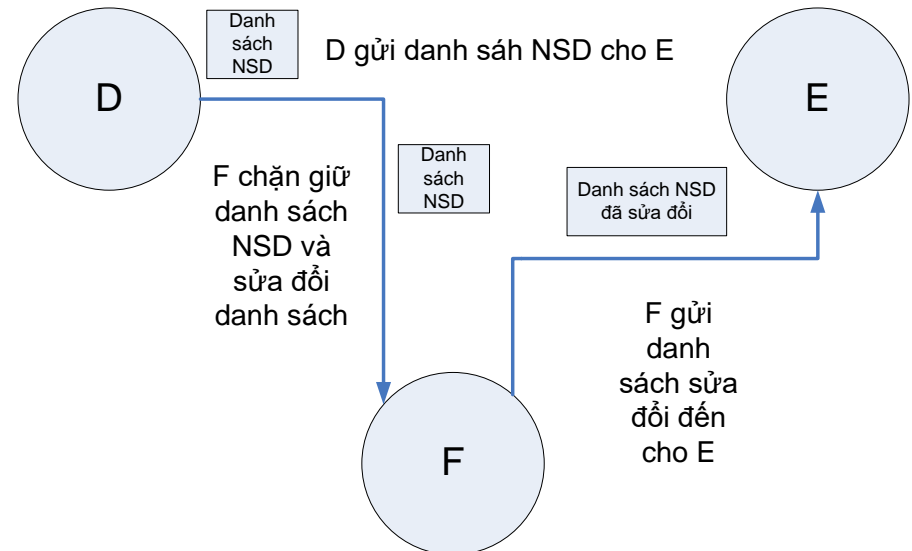 Danh
sách
NSD
D gửi danh sáh NSD cho E
D
E
F chặn giữ
danh sách
NSD và
sửa đổi
danh sách
Danh
sách
NSD
Danh sách NSD
đã sửa đổi
F gửi
danh
sách sửa
đổi đến
cho E
F